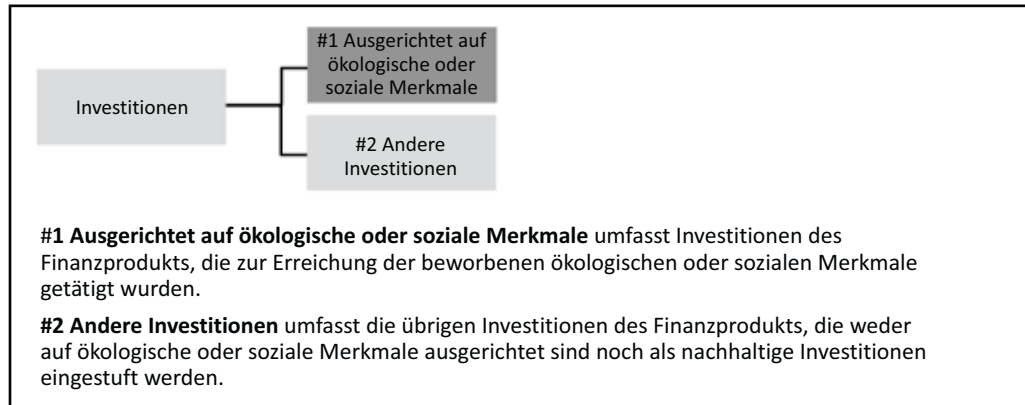 #1 Ausgerichtet auf
ökologische oder
soziale Merkmale
Investitionen
#2 Andere
Investitionen
#1 Ausgerichtet auf ökologische oder soziale Merkmale umfasst Investitionen des
Finanzprodukts, die zur Erreichung der beworbenen ökologischen oder sozialen Merkmale
getätigt wurden.
#2 Andere Investitionen umfasst die übrigen Investitionen des Finanzprodukts, die weder
auf ökologische oder soziale Merkmale ausgerichtet sind noch als nachhaltige Investitionen
eingestuft werden.